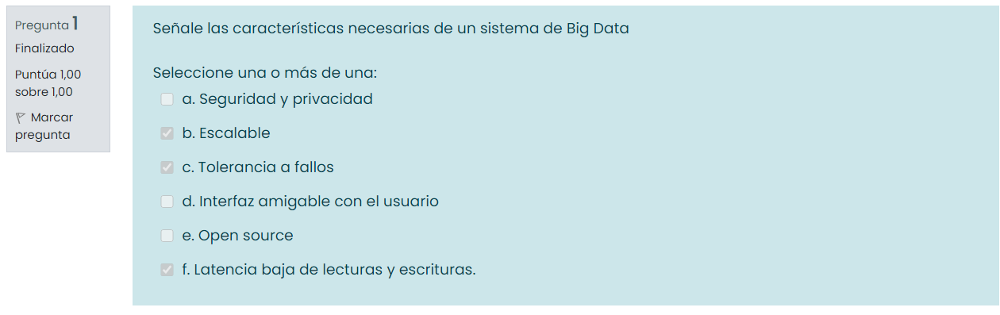 Pregunta 1
Finalizado
Puntúa 1,00
sobre 1,00
Marcar
pregunta
Señale las características necesarias de un sistema de Big Data
Seleccione una o más de una:
a. Seguridad y privacidad
b. Escalable
c. Tolerancia a fallos
d. Interfaz amigable con el usuario
e. Open source
f. Latencia baja de lecturas y escrituras.